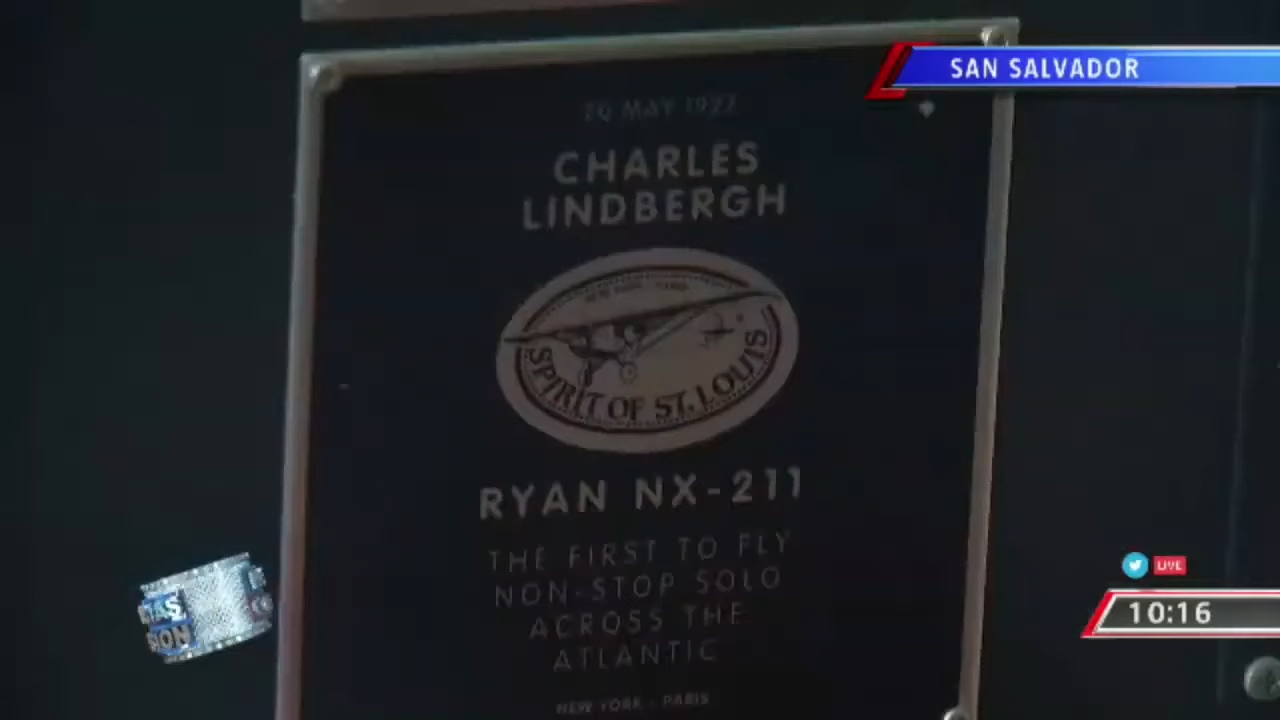 SAN SALVADOR
20 MAY 1927
CHARLES
LINDBERGH
SPIRIT OF ST. LOUIS
RYAN NX-211
THE FIRST TO FLY
NON-STOP SOLO
ACROSS THE
ATLANTIC
NEW YORK - PARIS
LIVE
10:16